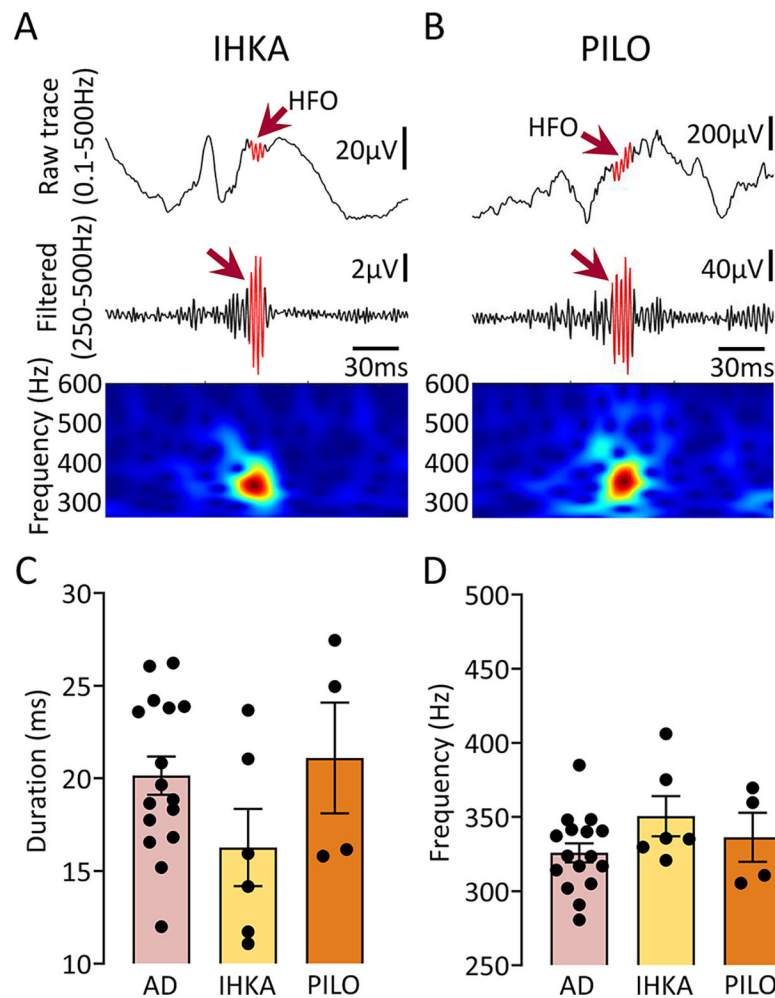 A
IHKA
B
PILO
Raw trace
(0.1-500Hz)
HFO
20μV
HFO
200μV
Filtered
(250-500Hz)
2μV
30ms
40μV
30ms
Frequency (Hz)
600
500
400
300
600
500
400
300
C
Duration (ms)
30
25
20
15
10
AD
IHKA
PILO
D
Frequency (Hz)
500
450
400
350
300
250
AD
IHKA
PILO